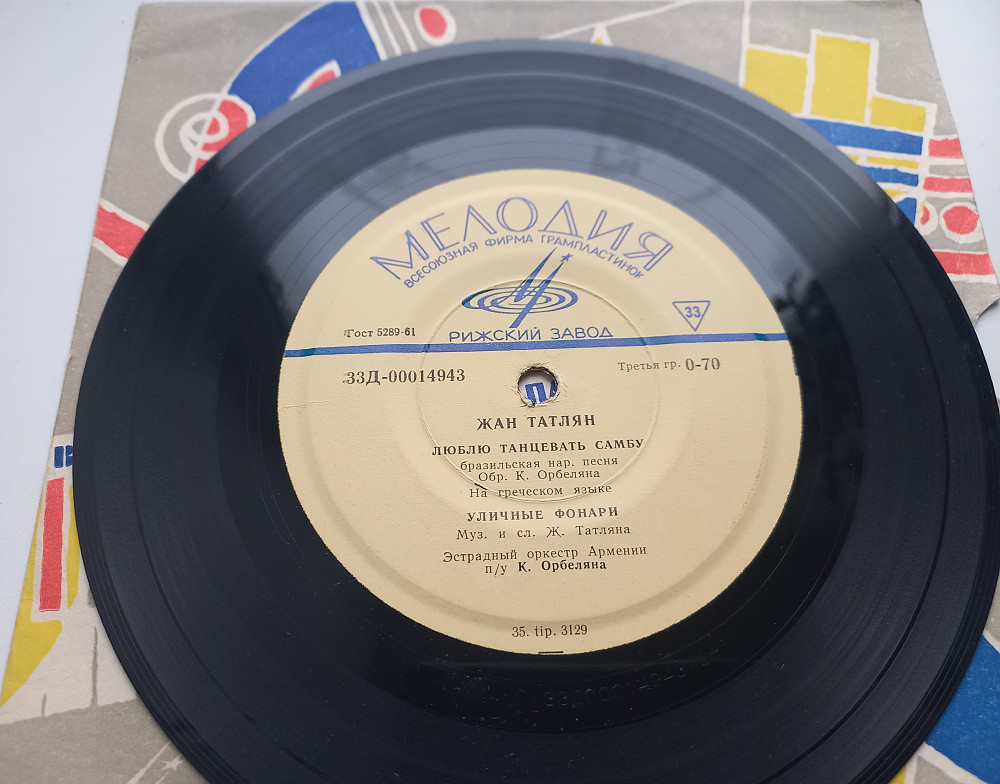 МЕЛОДИЯ
ВСЕСОЮЗНАЯ ФИРМА ГРАМПЛАСТИНОК
33
Гост 5289-61
РИЖСКИЙ ЗАВОД
33Д-00014943
Третья гр. 0-70
ЖАН ТАТЛЯН
ЛЮБЛЮ ТАНЦЕВАТЬ САМБУ
бразильская нар. песня
Обр. К. Орбеляна
На греческом языке
УЛИЧНЫЕ ФОНАРИ
Муз. и сл. Ж. Татляна
Эстрадный оркестр Армении
п/у К. Орбеляна
35. tip. 3129